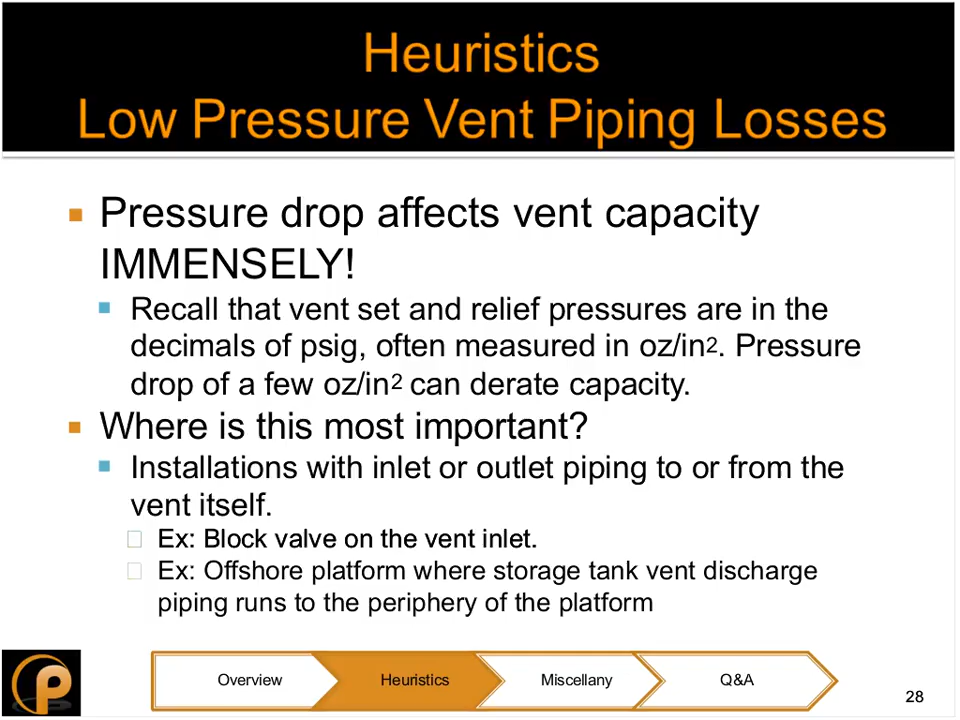 Heuristics
Low Pressure Vent Piping Losses
Pressure drop affects vent capacity
IMMENSELY!
Recall that vent set and relief pressures are in the
decimals of psig, often measured in oz/in2. Pressure
drop of a few oz/in2 can derate capacity.
Where is this most important?
Installations with inlet or outlet piping to or from the
vent itself.
Ex: Block valve on the vent inlet.
Ex: Offshore platform where storage tank vent discharge
piping runs to the periphery of the platform
Overview
Heuristics
Miscellany
Q&A
28